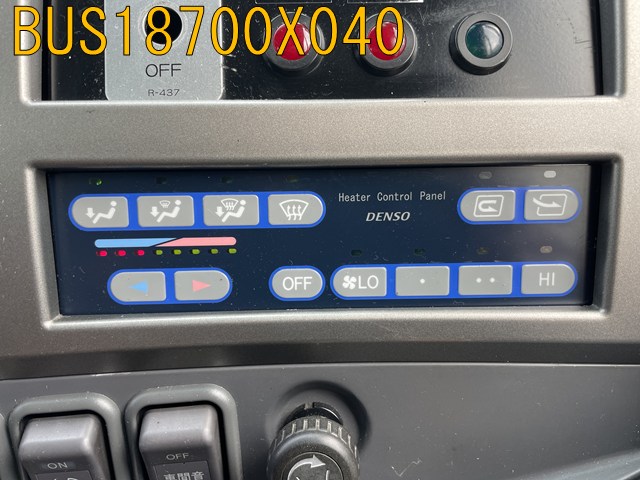 BUS18700X040
OFF
R-437
Heater Control Panel
DENSO
OFF
LO
HI
ON
OFF
車間音